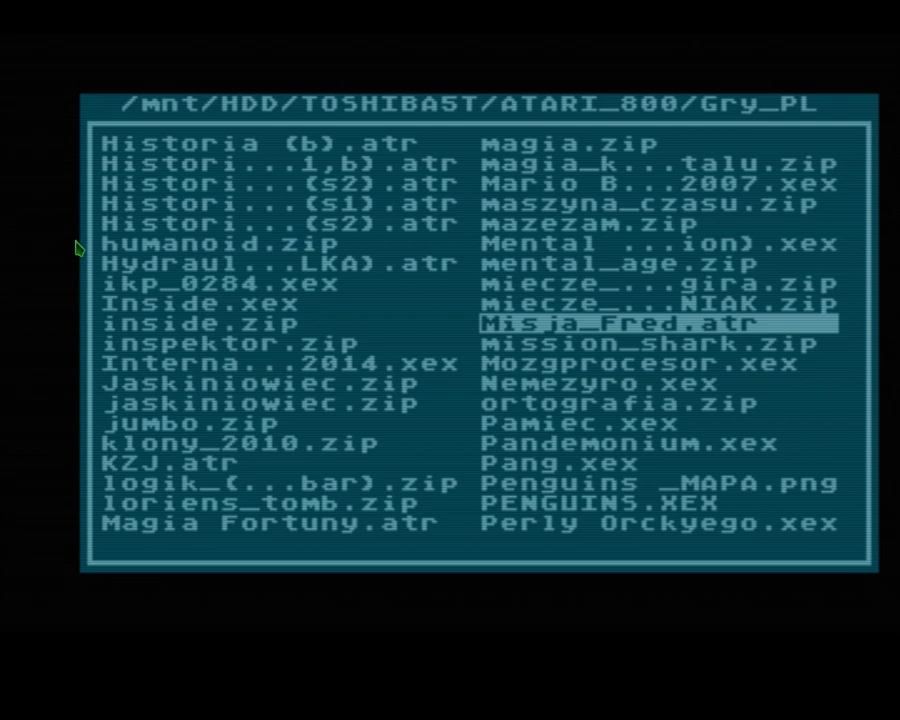 /mnt/HDD/TOSHIBA5T/ATARI_800/Gry_PL
Historia (b).atr
Histori...1,b).atr
Histori...(s2).atr
Histori...(s1).atr
Histori...(s2).atr
humanoid.zip
Hydraul...LKA).atr
ikp_0284.xex
Inside.xex
inside.zip
inspektor.zip
Interna...2014.xex
Jaskiniowiec.zip
jaskiniowiec.zip
jumbo.zip
klony_2010.zip
KZJ.atr
logik_(...bar).zip
loriens_tomb.zip
Magia Fortuny.atr
magia.zip
magia_k...talu.zip
Mario B...2007.xex
maszyna_czasu.zip
mazezam.zip
Mental ...ion).xex
mental_age.zip
miecze_...gira.zip
miecze_...NIAK.zip
Misja_Fred.atr
mission_shark.zip
Mozgprocesor.xex
Nemezyro.xex
ortografia.zip
Pamiec.xex
Pandemonium.xex
Pang.xex
Penguins _MAPA.png
PENGUINS.XEX
Perly Orckyego.xex